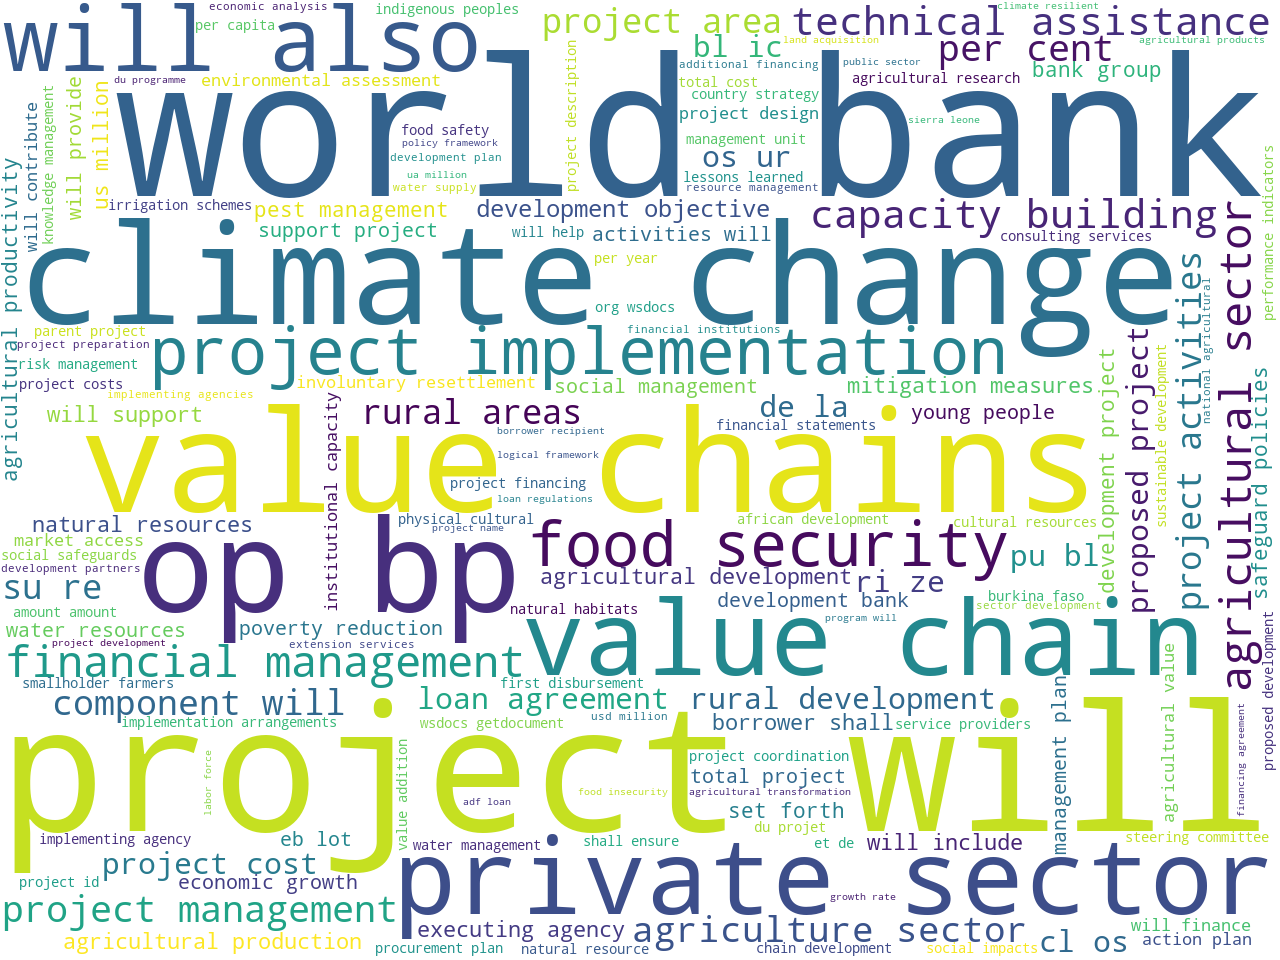 economic analysis
indigenous peoples
climate resilient
will also
per capita
project area
technical assistance
bl ic
per cent
land acquisition
agricultural products
world bank
du programme
environmental assessment
additional financing
public sector
bank group
total cost
agricultural research
country strategy
project design
sierra leone
food safety
policy framework
management unit
development plan
os ur
ua million
lessons learned
water supply
resource management
project description
knowledge management
will provide
us million
will contribute
agricultural productivity
irrigation schemes
pest management
development objective
capacity building
support project
will help
activities will
consulting services
performance indicators
climate change
per year
org wsdocs
parent project
project preparation
risk management
project costs
project implementation
financial institutions
implementing agencies
involuntary resettlement
social management
mitigation measures
will support
institutional capacity
rural areas
de la
young people
financial statements
borrower recipient
value chains
logical framework
project financing
loan regulations
development project
proposed project
sustainable development
project activities
national agricultural
agricultural sector
safeguard policies
natural resources
physical cultural
african development
cultural resources
project name
market access
social safeguards
development partners
op bp
food security
pu bl
su re
agricultural development
ri ze
amount amount
natural habitats
development bank
burkina faso
sector development
water resources
poverty reduction
program will
project development
extension services
value chain
financial management
smallholder farmers
first disbursement
component will
loan agreement
rural development
implementation arrangements
wsdocs getdocument
usd million
borrower shall
service providers
management plan
agricultural value
financing agreement
proposed development
project will
labor force
value addition
project coordination
total project
food insecurity
agricultural transformation
adf loan
set forth
du projet
implementing agency
eb lot
water management
shall ensure
et de
will include
steering committee
project cost
private sector
project id
economic growth
growth rate
project management
executing agency
agriculture sector
will finance
agricultural production
procurement plan
natural resource
chain development
social impacts
cl os
action plan